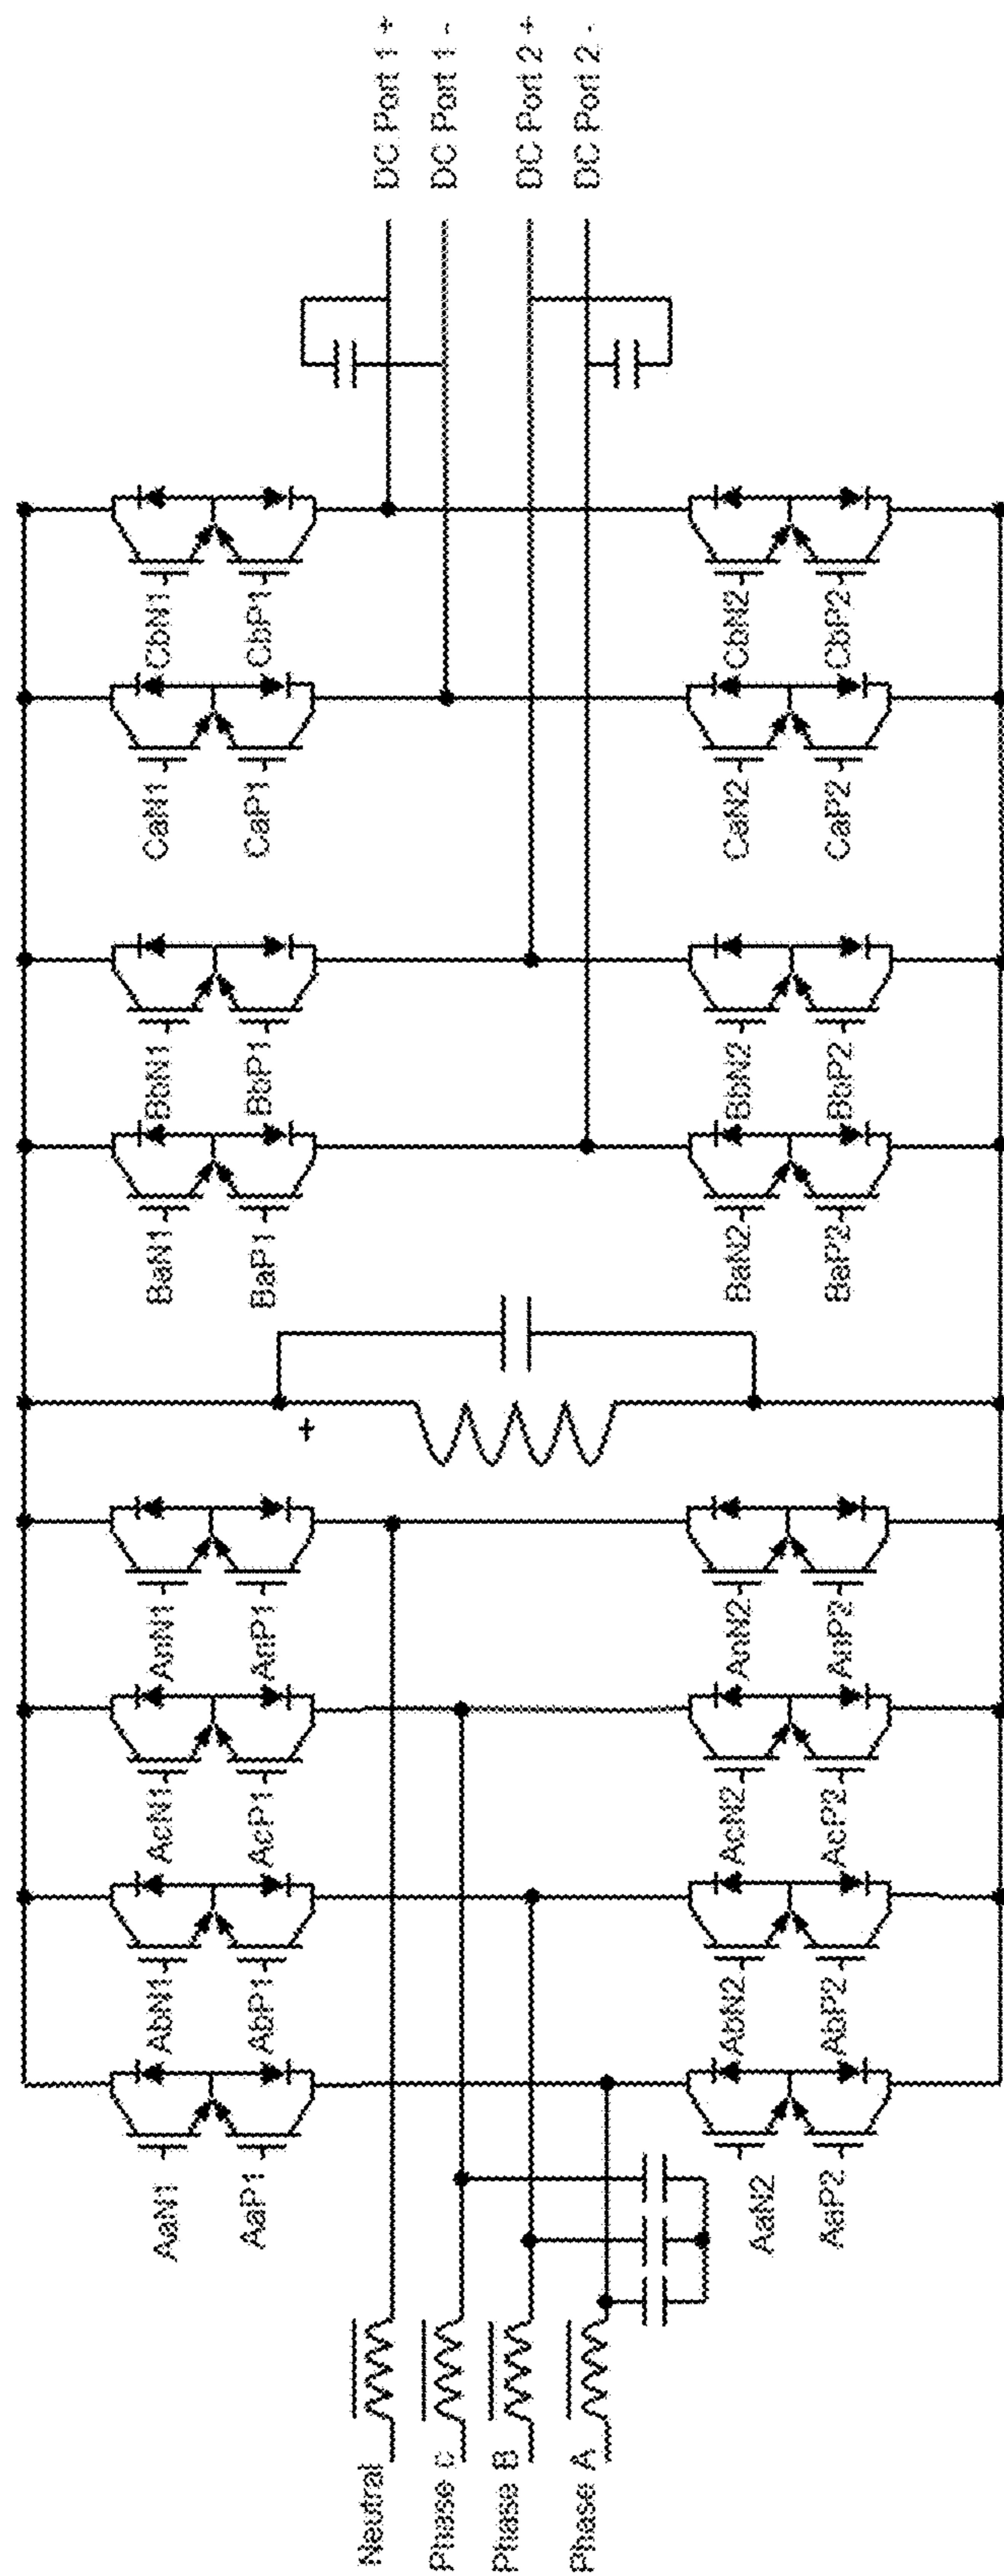 DC Port 1 +
DC Port 1 -
DC Port 2 +
DC Port 2 -
CbN1
CbP1
CbN2
CbP2
CaN1
CaP1
CaN2
CaP2
BbN1
BbP1
BbN2
BbP2
BaN1
BaP1
BaN2
BaP2
+
AnN1
AnP1
AnN2
AnP2
AcN1
AcP1
AcN2
AcP2
AbN1
AbP1
AbN2
AbP2
AaN1
AaP1
AaN2
AaP2
Neutral
Phase c
Phase B
Phase A